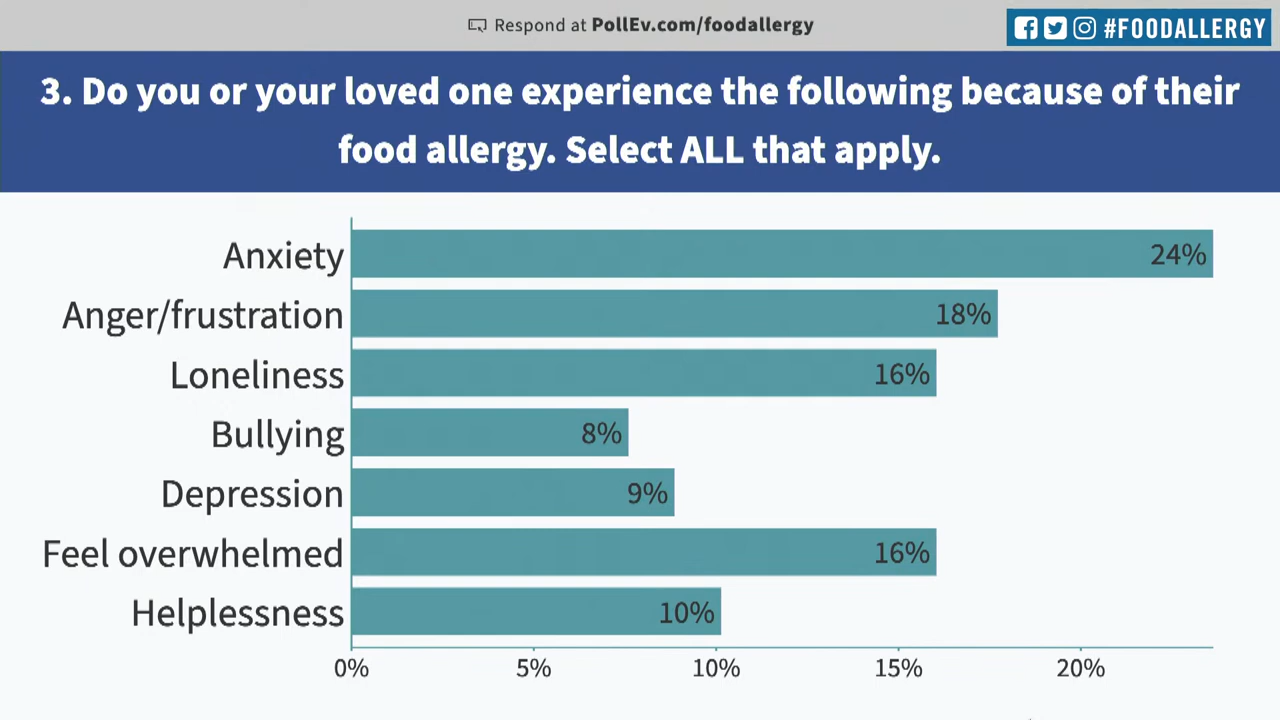 Respond at PollEv.com/foodallergy
#FOODALLERGY
3. Do you or your loved one experience the following because of their
food allergy. Select ALL that apply.
Anxiety 24%
Anger/frustration 18%
Loneliness 16%
Bullying 8%
Depression 9%
Feel overwhelmed 16%
Helplessness 10%
0% 5% 10% 15% 20%